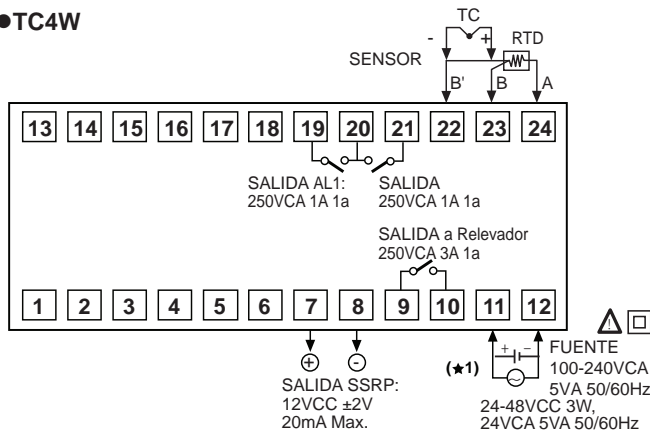 ●TC4W
TC
- +
RTD
SENSOR
B' B A
13 14 15 16 17 18 19 20 21 22 23 24
SALIDA AL1:
250VCA 1A 1a
SALIDA
250VCA 1A 1a
SALIDA a Relevador
250VCA 3A 1a
1 2 3 4 5 6 7 8 9 10 11 12
+ -
SALIDA SSRP:
12VCC ±2V
20mA Max.
(★1)
+ -
FUENTE
100-240VCA
5VA 50/60Hz
24-48VCC 3W,
24VCA 5VA 50/60Hz